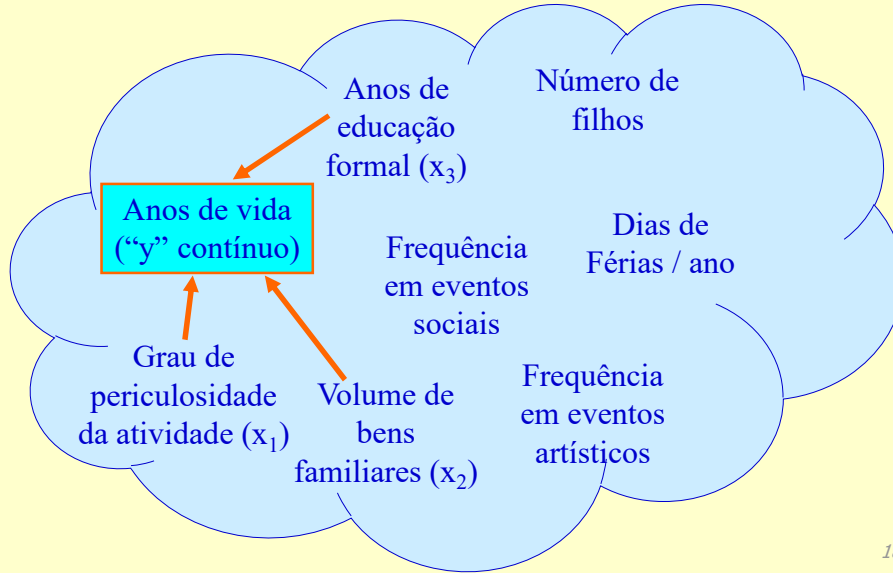 Anos de
educação
formal (x₃)
Número de
filhos
Anos de vida
(“y” contínuo)
Frequência
em eventos
sociais
Dias de
Férias / ano
Grau de
periculosidade
da atividade (x₁)
Volume de
bens
familiares (x₂)
Frequência
em eventos
artísticos